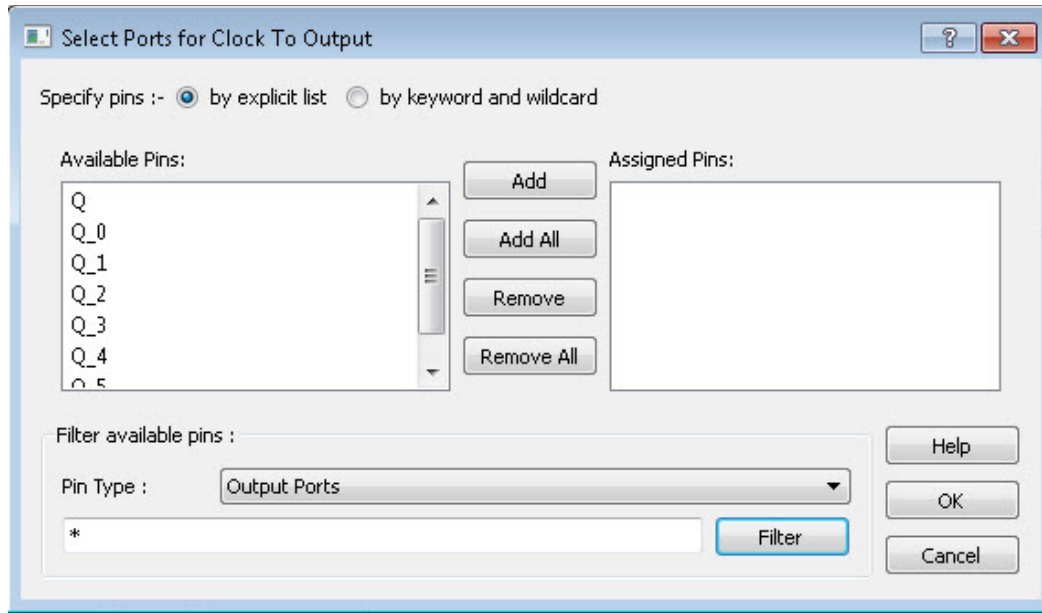 Select Ports for Clock To Output
Specify pins :- by explicit list by keyword and wildcard
Available Pins:
Q
Q_0
Q_1
Q_2
Q_3
Q_4
Q_5
Add
Add All
Remove
Remove All
Assigned Pins:
Filter available pins :
Pin Type : Output Ports
*
Filter
Help
OK
Cancel